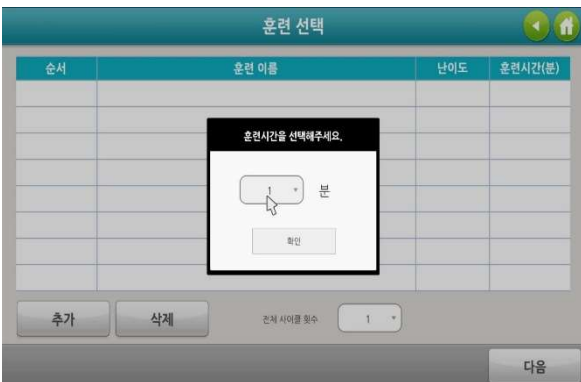 훈련 선택
순서 훈련 이름 난이도 훈련시간(분)
훈련시간을 선택해주세요.
1 분
확인
추가 삭제 전체 사이클 횟수 1
다음